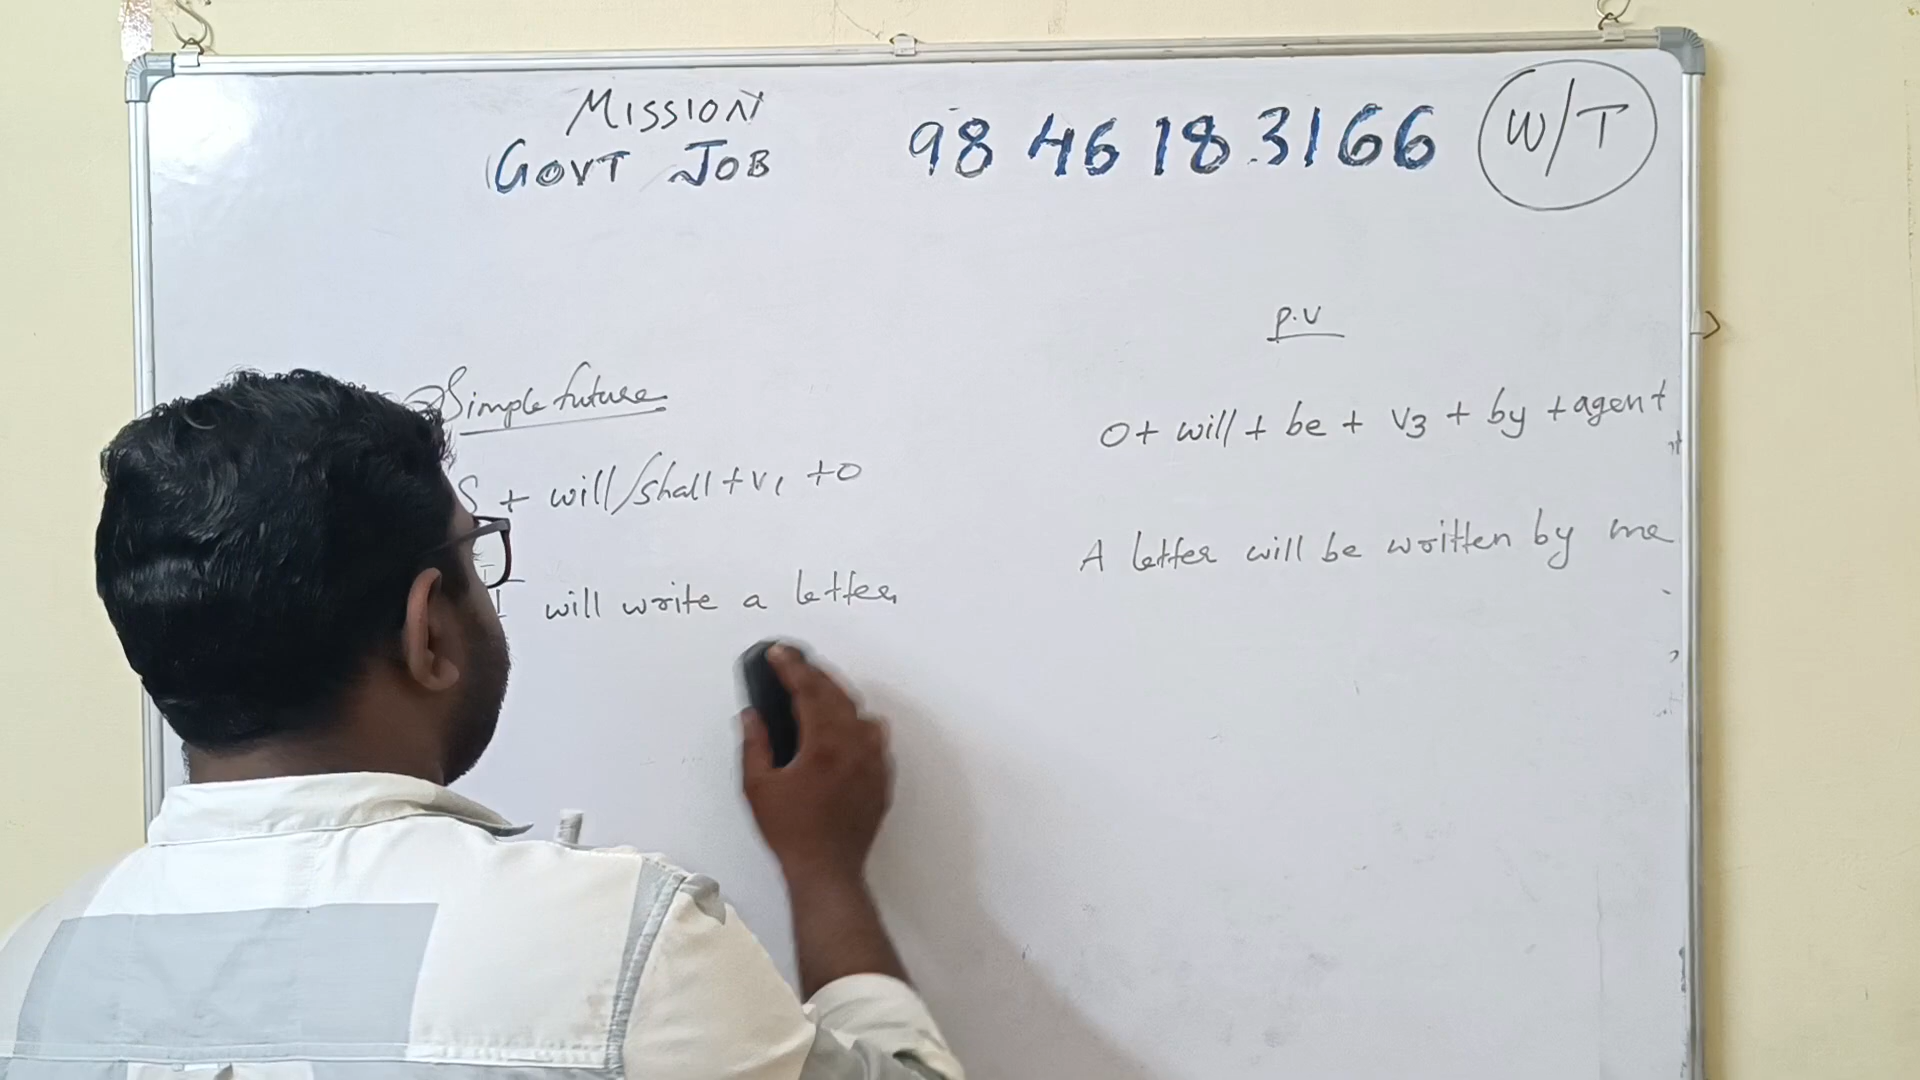 MISSION
GOVT JOB
98 46 18 3166
W/T
P.V
Simple future
S + will/shall + V1 + O
O + will + be + V3 + by + agent
I will write a letter
A letter will be written by me